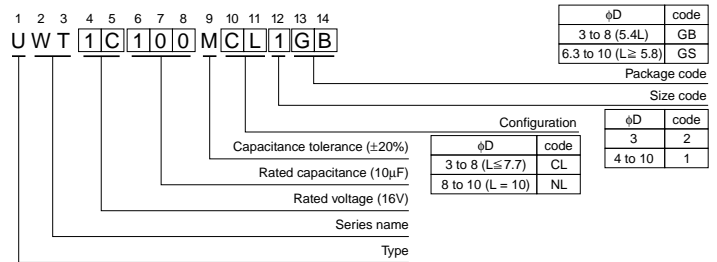 1 2 3 4 5 6 7 8 9 10 11 12 13 14
U W T 1 C 1 0 0 M C L 1 G B
ϕD code
3 to 8 (5.4L) GB
6.3 to 10 (L≧ 5.8) GS
Package code
Size code
ϕD code
3 2
4 to 10 1
Configuration
ϕD code
3 to 8 (L≦7.7) CL
8 to 10 (L = 10) NL
Capacitance tolerance (±20%)
Rated capacitance (10µF)
Rated voltage (16V)
Series name
Type